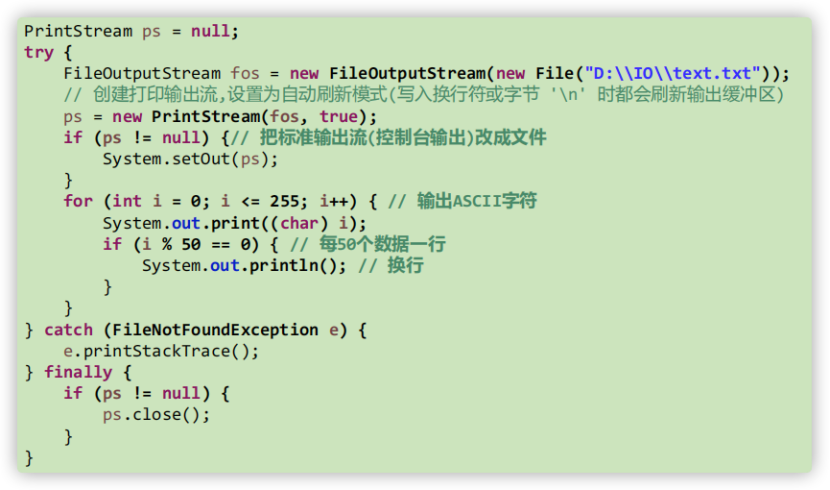 PrintStream ps = null;
try {
    FileOutputStream fos = new FileOutputStream(new File("D:\\IO\\text.txt"));
    // 创建打印输出流,设置为自动刷新模式(写入换行符或字节 '\n' 时都会刷新输出缓冲区)
    ps = new PrintStream(fos, true);
    if (ps != null) {// 把标准输出流(控制台输出)改成文件
        System.setOut(ps);
    }
    for (int i = 0; i <= 255; i++) { // 输出ASCII字符
        System.out.print((char) i);
        if (i % 50 == 0) { // 每50个数据一行
            System.out.println(); // 换行
        }
    }
} catch (FileNotFoundException e) {
    e.printStackTrace();
} finally {
    if (ps != null) {
        ps.close();
    }
}